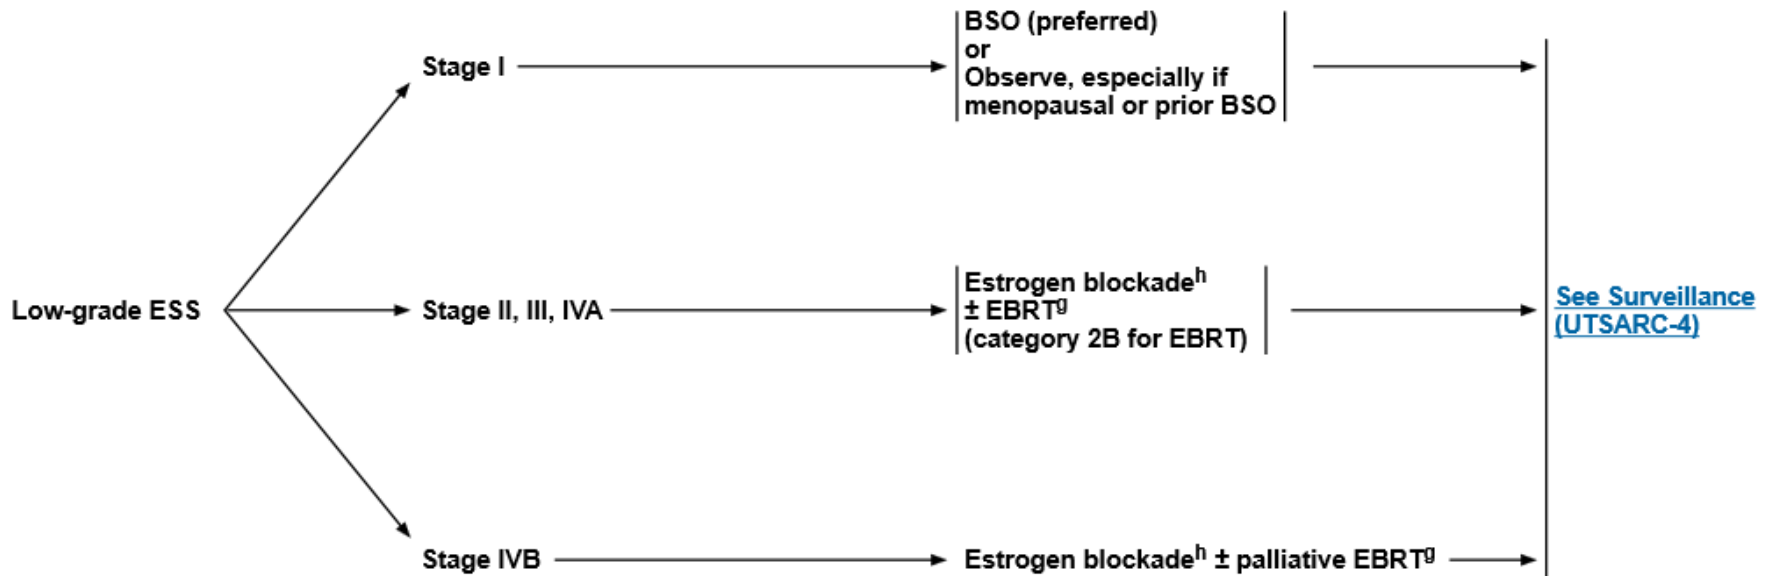 Low-grade ESS
Stage I
BSO (preferred)
or
Observe, especially if
menopausal or prior BSO
Stage II, III, IVA
Estrogen blockadeʰ
± EBRTᵍ
(category 2B for EBRT)
Stage IVB
Estrogen blockadeʰ ± palliative EBRTᵍ
See Surveillance
(UTSARC-4)